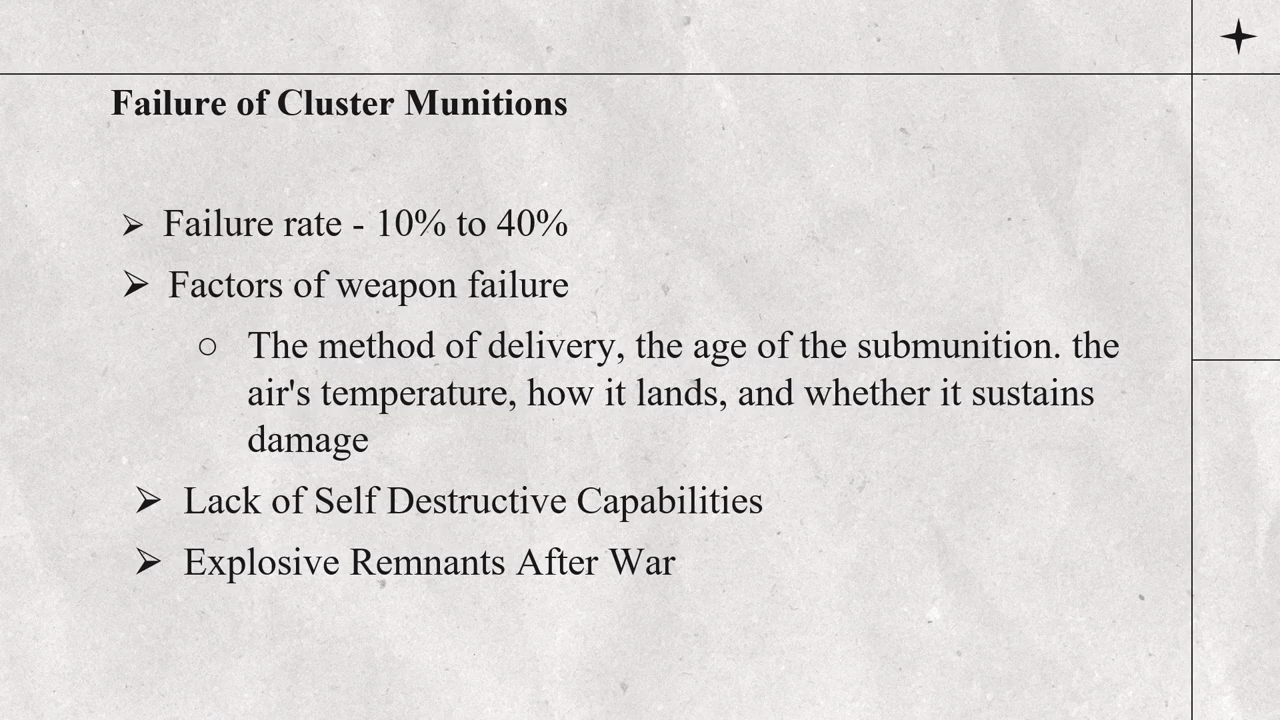 Failure of Cluster Munitions
➢ Failure rate - 10% to 40%
➢ Factors of weapon failure
○ The method of delivery, the age of the submunition. the
air's temperature, how it lands, and whether it sustains
damage
➢ Lack of Self Destructive Capabilities
➢ Explosive Remnants After War